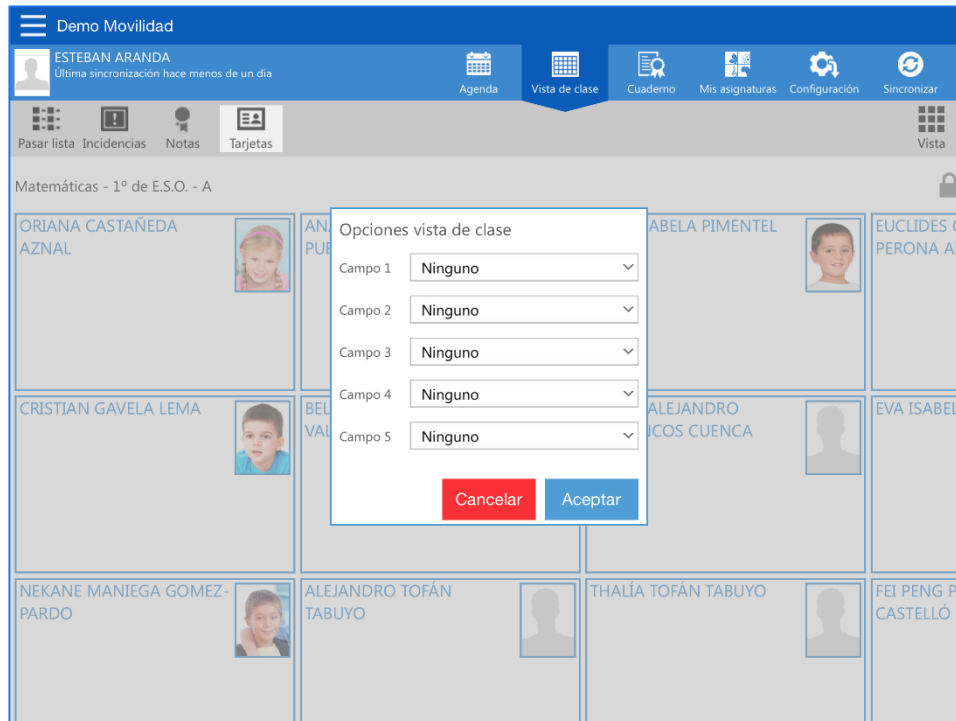 Demo Movilidad
ESTEBAN ARANDA
Última sincronización hace menos de un día
Agenda
Vista de clase
Cuaderno
Mis asignaturas
Configuración
Sincronizar
Pasar lista
Incidencias
Notas
Tarjetas
Vista
Matemáticas - 1º de E.S.O. - A
ORIANA CASTAÑEDA
AZNAL
ABELA PIMENTEL
EUCLIDES
PERONA A
Opciones vista de clase
Campo 1 Ninguno
Campo 2 Ninguno
Campo 3 Ninguno
Campo 4 Ninguno
Campo 5 Ninguno
Cancelar
Aceptar
CRISTIAN GAVELA LEMA
BEL
VAL
ALEJANDRO
COS CUENCA
EVA ISABEL
NEKANE MANIEGA GOMEZ-
PARDO
ALEJANDRO TOFÁN
TABUYO
THALÍA TOFÁN TABUYO
FEI PENG P
CASTELLÓ